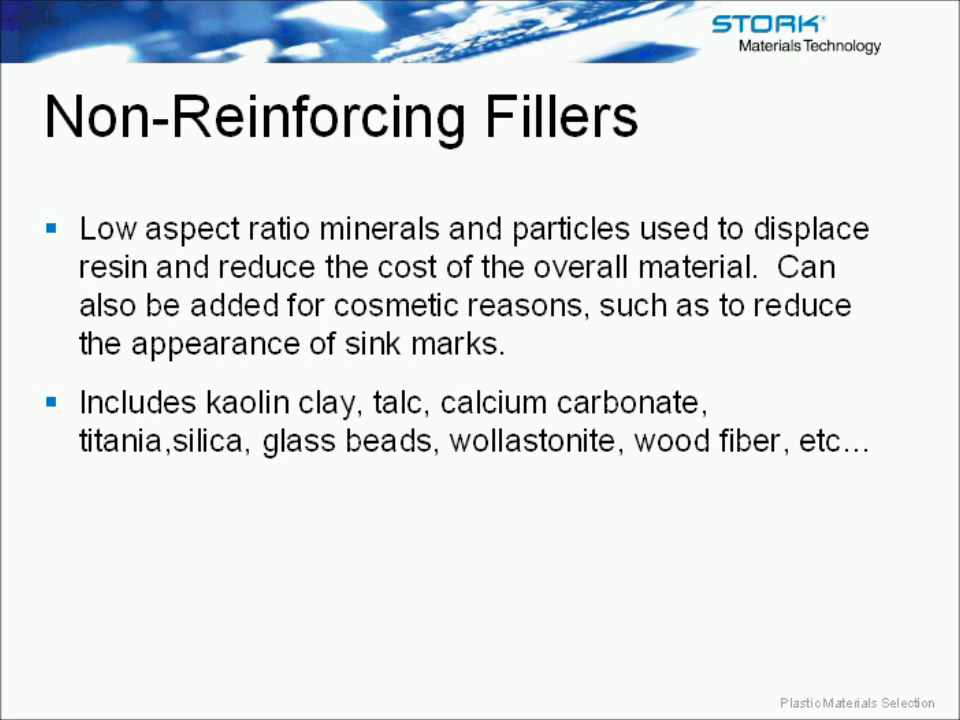 STORK
Materials Technology
Non-Reinforcing Fillers
Low aspect ratio minerals and particles used to displace
resin and reduce the cost of the overall material.  Can
also be added for cosmetic reasons, such as to reduce
the appearance of sink marks.
Includes kaolin clay, talc, calcium carbonate,
titania,silica, glass beads, wollastonite, wood fiber, etc...
Plastic Materials Selection